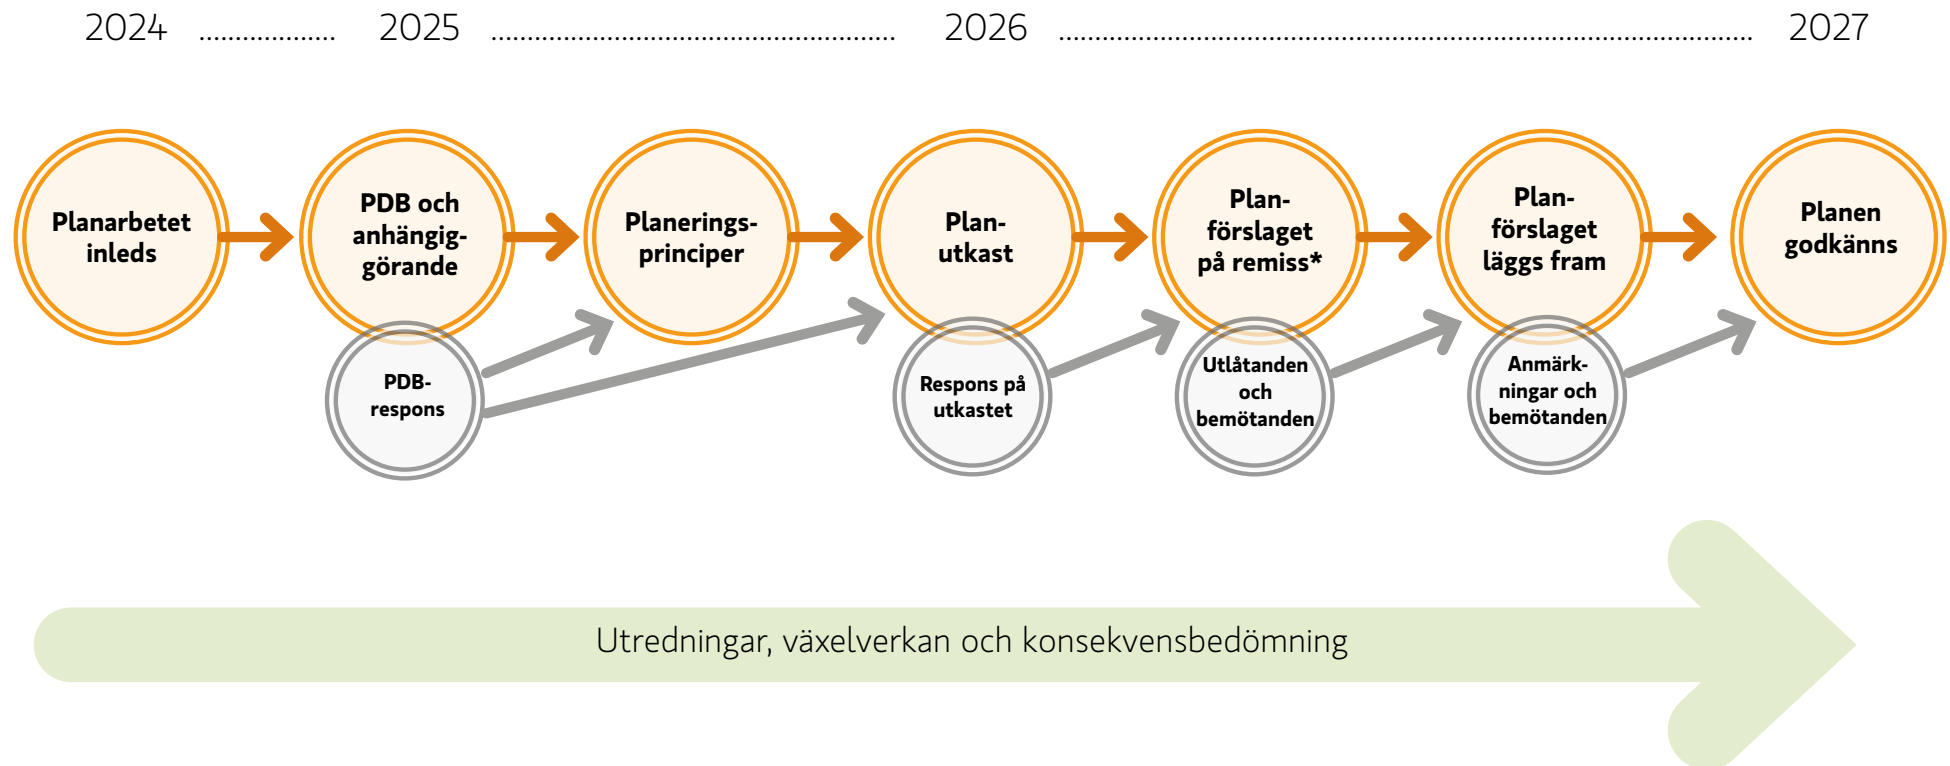 2024 ................. 2025 .................................................... 2026 .......................................................................................... 2027
Planarbetet
inleds
PDB och
anhängig-
görande
Planerings-
principer
Plan-
utkast
Plan-
förslaget
på remiss*
Plan-
förslaget
läggs fram
Planen
godkänns
PDB-
respons
Respons på
utkastet
Utlåtanden
och
bemötanden
Anmärk-
ningar och
bemötanden
Utredningar, växelverkan och konsekvensbedömning